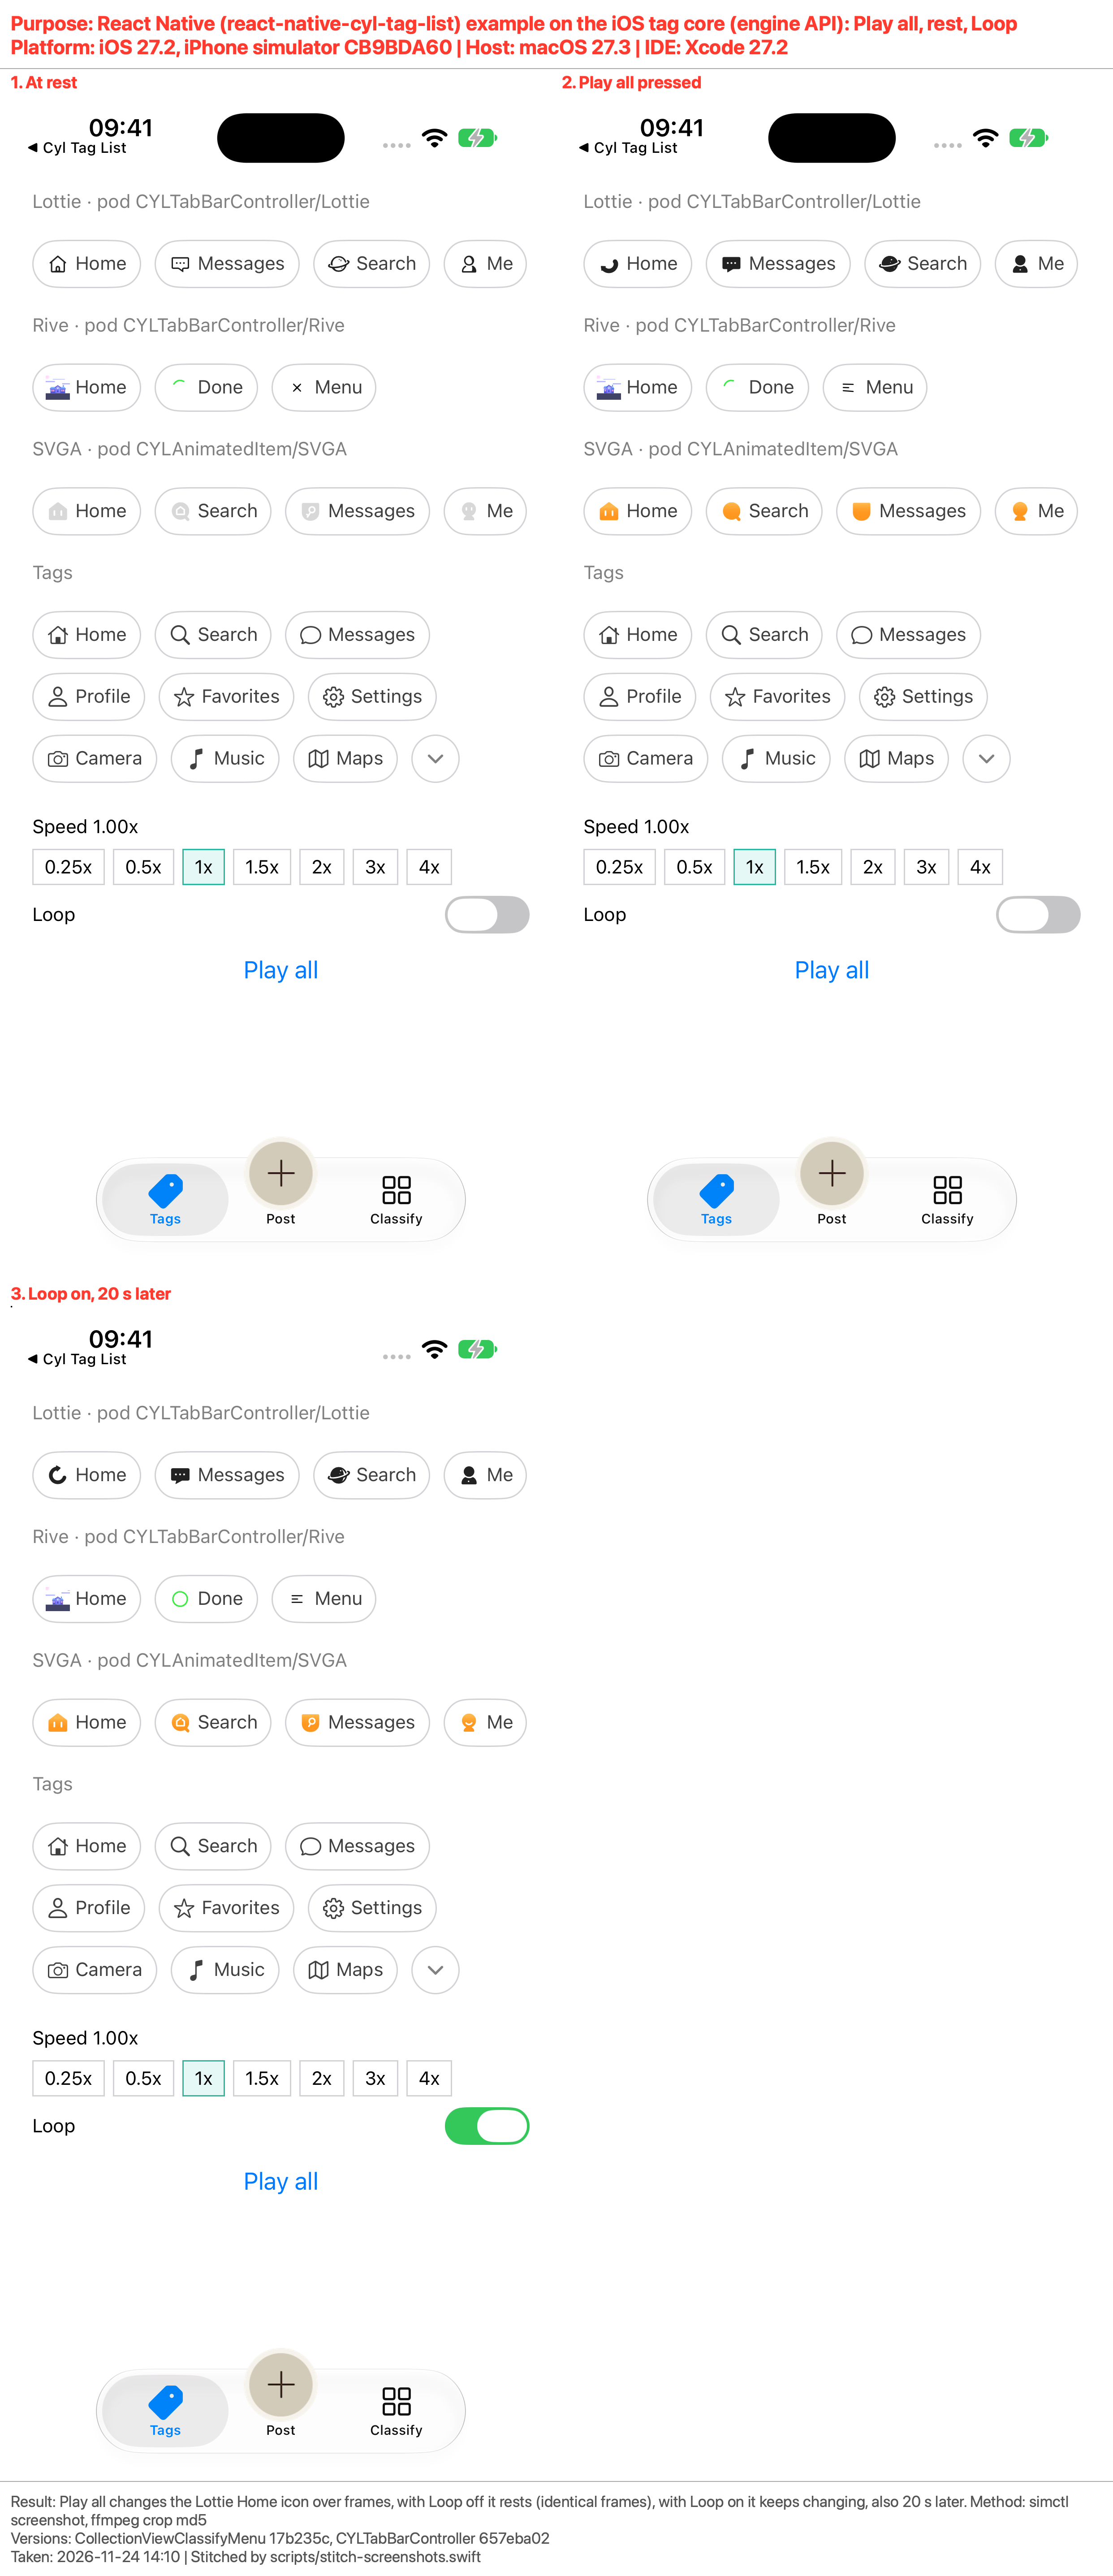 Purpose: React Native (react-native-cyl-tag-list) example on the iOS tag core (engine API): Play all, rest, Loop
Platform: iOS 27.2, iPhone simulator CB9BDA60 | Host: macOS 27.3 | IDE: Xcode 27.2
1. At rest
09:41
◀ Cyl Tag List
Lottie · pod CYLTabBarController/Lottie
Home Messages Search Me
Rive · pod CYLTabBarController/Rive
Home Done Menu
SVGA · pod CYLAnimatedItem/SVGA
Home Search Messages Me
Tags
Home Search Messages
Profile Favorites Settings
Camera Music Maps
Speed 1.00x
0.25x 0.5x 1x 1.5x 2x 3x 4x
Loop
Play all
Tags Post Classify
2. Play all pressed
09:41
◀ Cyl Tag List
Lottie · pod CYLTabBarController/Lottie
Home Messages Search Me
Rive · pod CYLTabBarController/Rive
Home Done Menu
SVGA · pod CYLAnimatedItem/SVGA
Home Search Messages Me
Tags
Home Search Messages
Profile Favorites Settings
Camera Music Maps
Speed 1.00x
0.25x 0.5x 1x 1.5x 2x 3x 4x
Loop
Play all
Tags Post Classify
3. Loop on, 20 s later
09:41
◀ Cyl Tag List
Lottie · pod CYLTabBarController/Lottie
Home Messages Search Me
Rive · pod CYLTabBarController/Rive
Home Done Menu
SVGA · pod CYLAnimatedItem/SVGA
Home Search Messages Me
Tags
Home Search Messages
Profile Favorites Settings
Camera Music Maps
Speed 1.00x
0.25x 0.5x 1x 1.5x 2x 3x 4x
Loop
Play all
Tags Post Classify
Result: Play all changes the Lottie Home icon over frames, with Loop off it rests (identical frames), with Loop on it keeps changing, also 20 s later. Method: simctl
screenshot, ffmpeg crop md5
Versions: CollectionViewClassifyMenu 17b235c, CYLTabBarController 657eba02
Taken: 2026-11-24 14:10 | Stitched by scripts/stitch-screenshots.swift